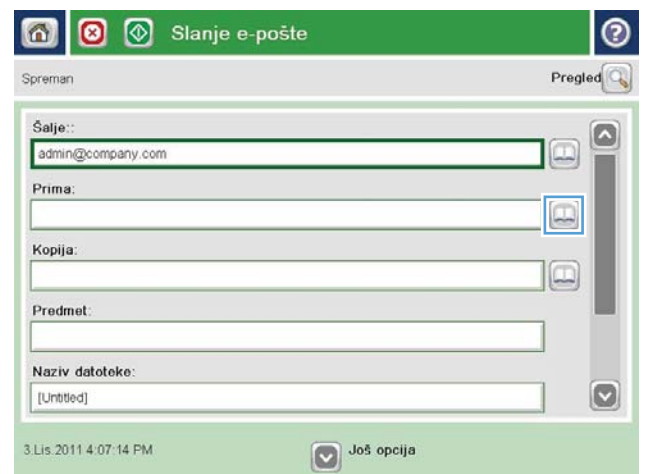 Slanje e-pošte
Spreman
Pregled
Šalje::
admin@company.com
Prima:
Kopija:
Predmet:
Naziv datoteke:
[Untitled]
3.Lis.2011 4:07:14 PM
Još opcija